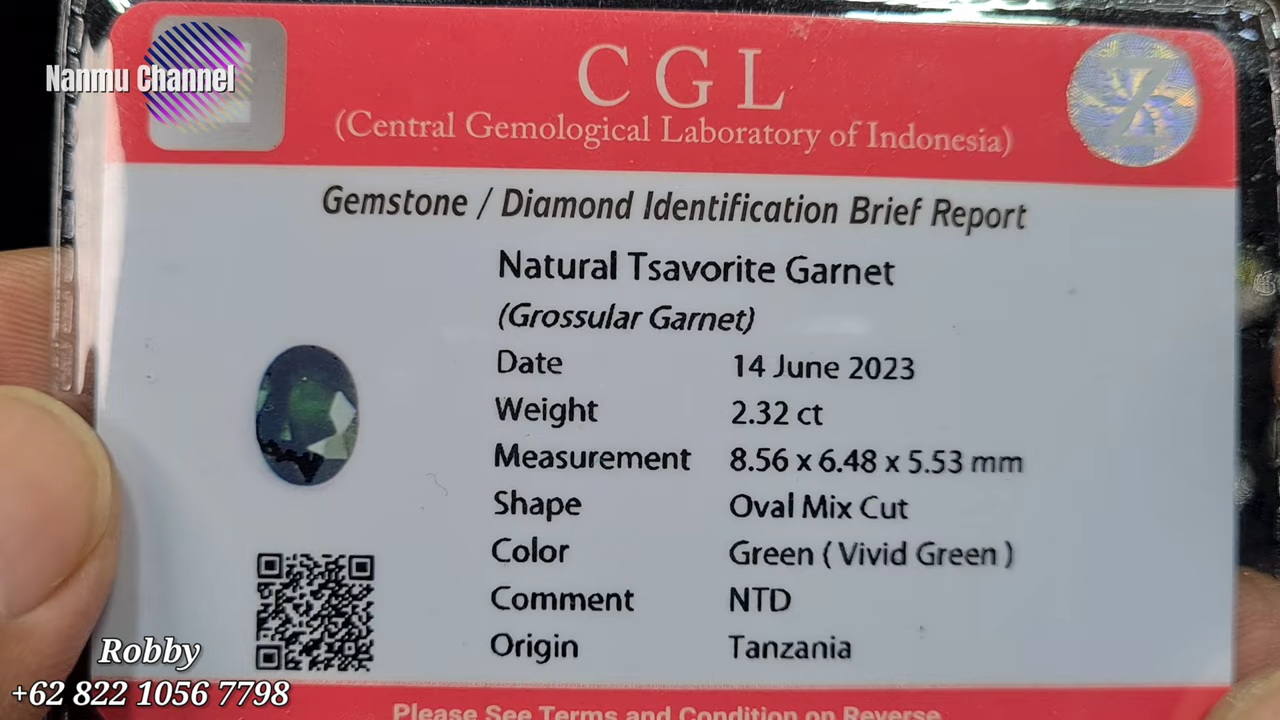 Nanmu Channel
C G L
(Central Gemological Laboratory of Indonesia)
Z
Gemstone / Diamond Identification Brief Report
Natural Tsavorite Garnet
(Grossular Garnet)
Date 14 June 2023
Weight 2.32 ct
Measurement 8.56 x 6.48 x 5.53 mm
Shape Oval Mix Cut
Color Green ( Vivid Green )
Comment NTD
Origin Tanzania
Robby
+62 822 1056 7798
Please See Terms and Condition on Reverse